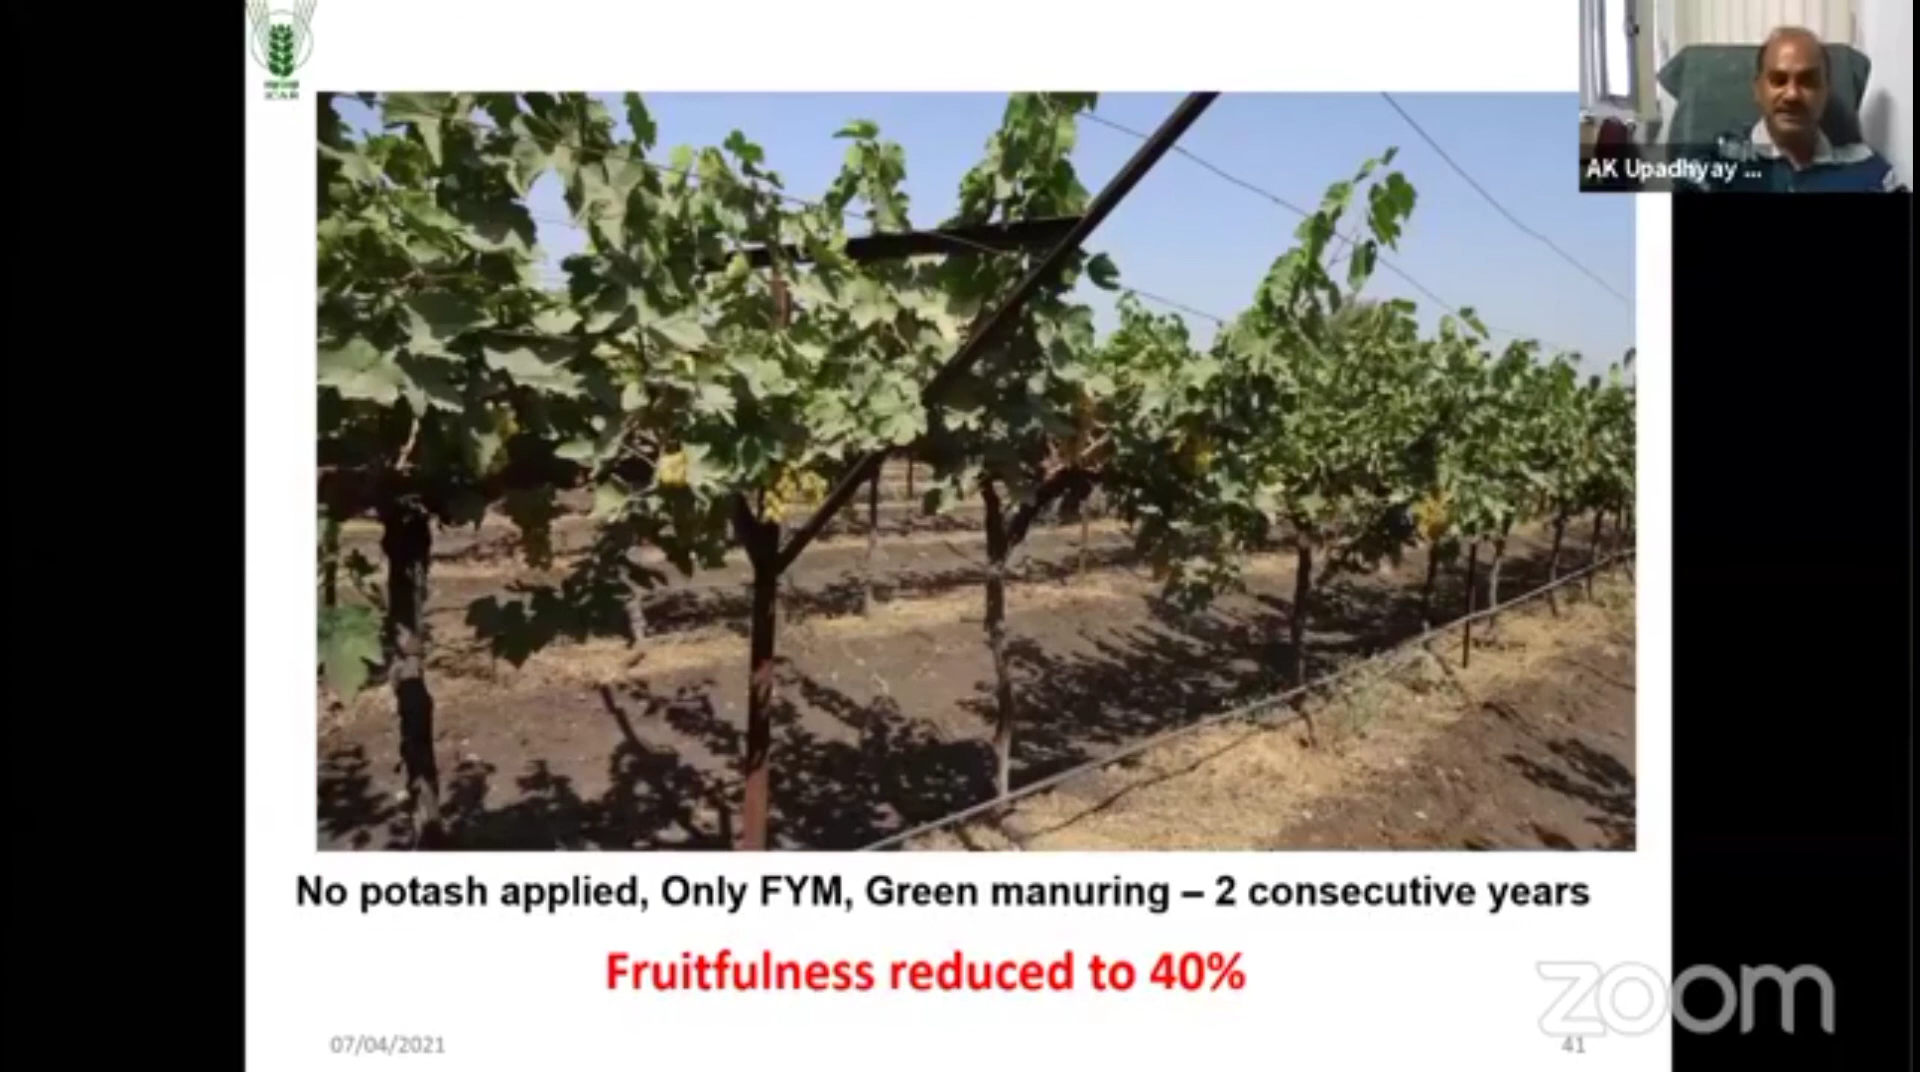 ICAR
AK Upadhyay ...
No potash applied, Only FYM, Green manuring – 2 consecutive years
Fruitfulness reduced to 40%
zoom
07/04/2021
41